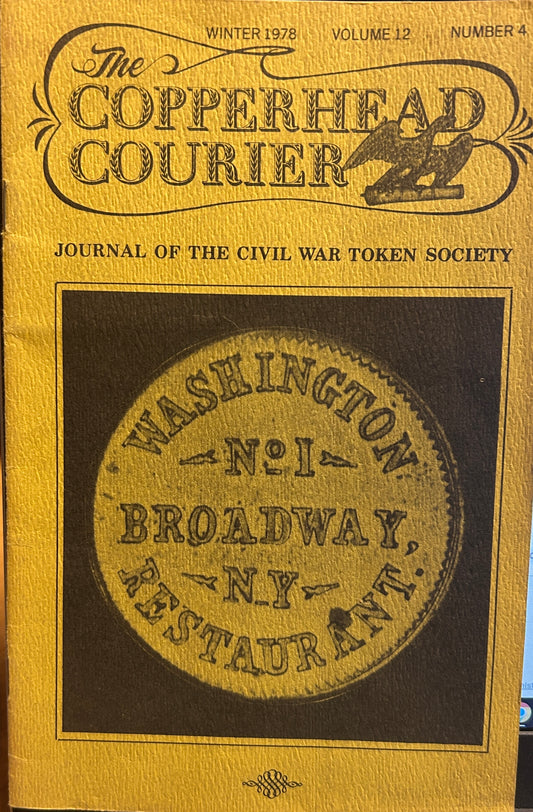 WINTER 1978 VOLUME 12 NUMBER 4
The
COPPERHEAD
COURIER
JOURNAL OF THE CIVIL WAR TOKEN SOCIETY
WASHINGTON
No 1
BROADWAY,
N.Y
RESTAURANT.